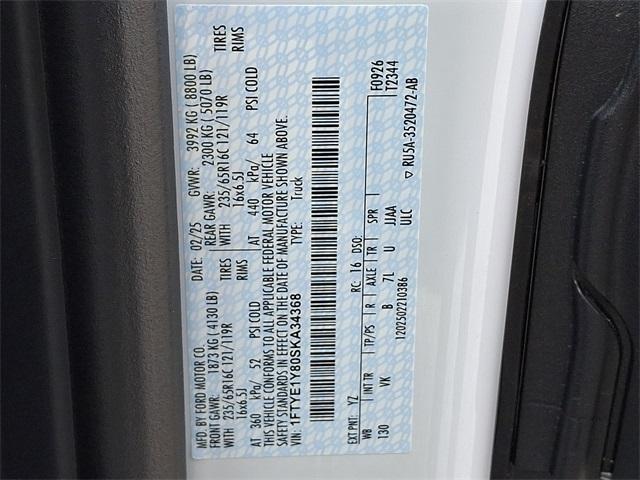 MFD. BY FORD MOTOR CO. DATE: 02/25 GVWR: 3992 KG ( 8800 LB)
FRONT GAWR: 1873 KG ( 4130 LB) REAR GAWR: 2300 KG ( 5070 LB)
WITH 235/65R16C 121/119R TIRES WITH 235/65R16C 121/119R TIRES
16x6.5J RIMS 16x6.5J RIMS
AT 360 kPa/ 52 PSI COLD AT 440 kPa/ 64 PSI COLD
THIS VEHICLE CONFORMS TO ALL APPLICABLE FEDERAL MOTOR VEHICLE
SAFETY STANDARDS IN EFFECT ON THE DATE OF MANUFACTURE SHOWN ABOVE.
VIN: 1FTYE1Y80SKA34368 TYPE: Truck
F0926
T2344
EXT PNT: YZ RC: 16 DSO:
WB INT TR TP/PS R AXLE TR SPR
130 VK B 7L U JJAA
ULC
1202502210386 ▽ RU5A-3520472-AB